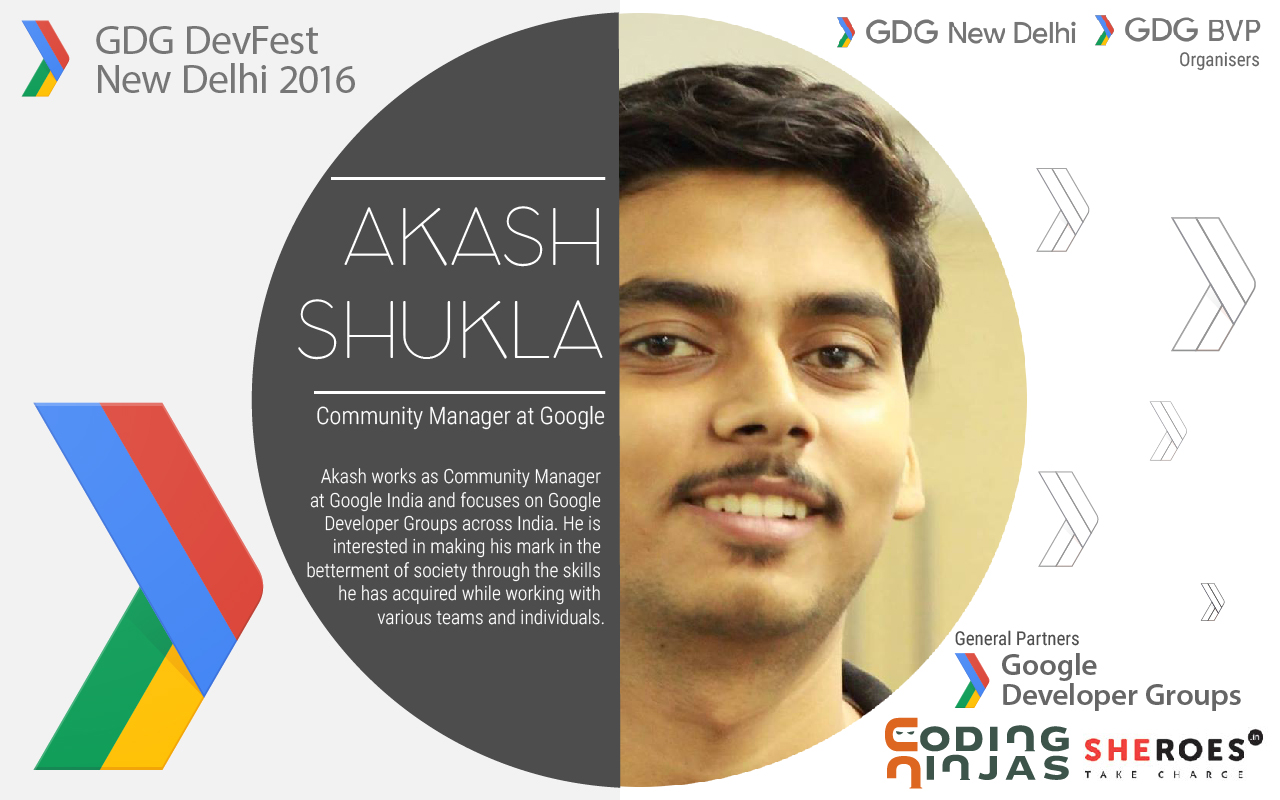 GDG DevFest
New Delhi 2016
GDG New Delhi
GDG BVP
Organisers
AKASH
SHUKLA
Community Manager at Google
Akash works as Community Manager
at Google India and focuses on Google
Developer Groups across India. He is
interested in making his mark in the
betterment of society through the skills
he has acquired while working with
various teams and individuals.
General Partners
Google
Developer Groups
CODING
NINJAS
SHEROES.in
TAKE CHARGE